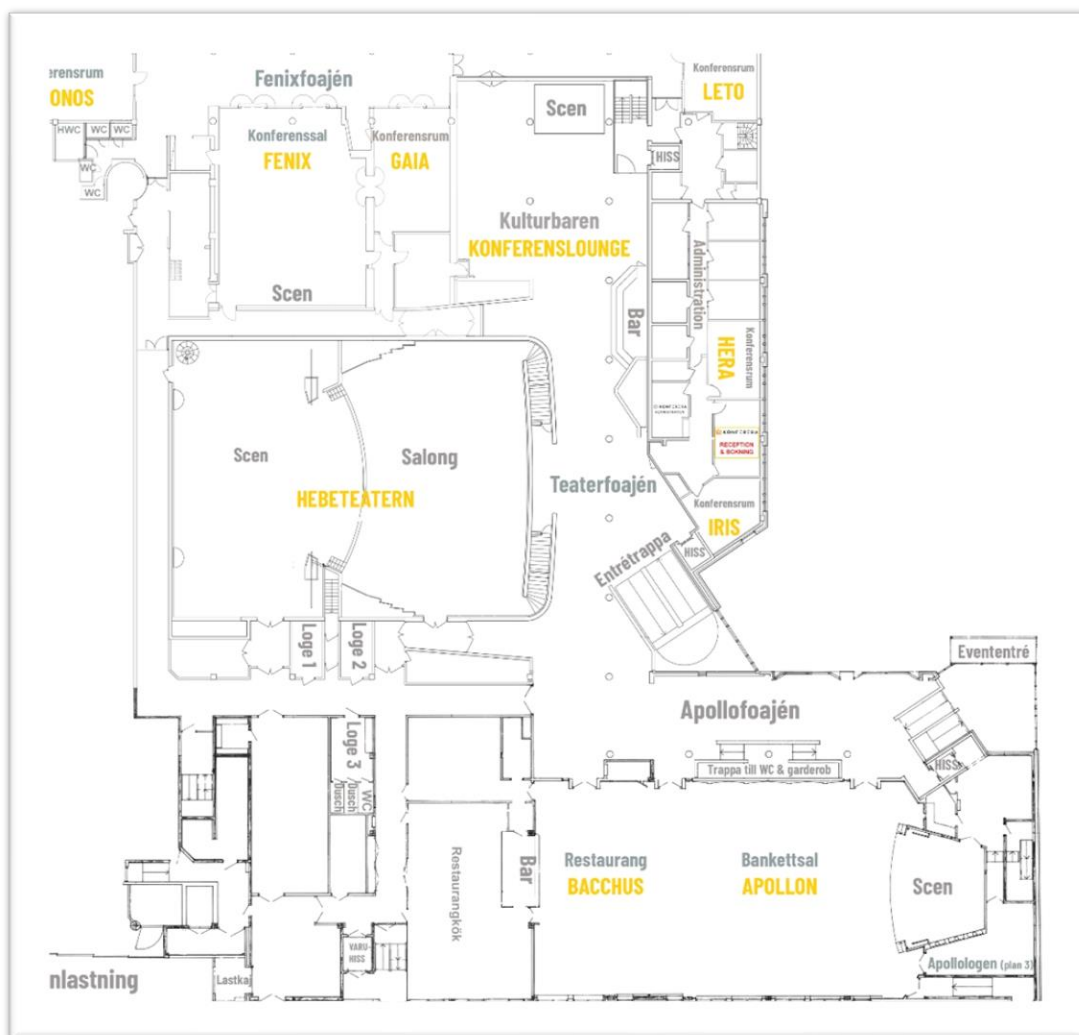 erensrum
ONOS
Fenixfoajén
Konferensrum
LETO
HWC
WC
WC
WC
WC
Konferenssal
FENIX
Konferensrum
GAIA
Scen
HISS
Kulturbaren
KONFERENSLOUNGE
Administration
Scen
Bar
Konferensrum
HERA
RECEPTION
& BOKNING
Scen
Salong
HEBETEATERN
Teaterfoajén
Konferensrum
IRIS
HISS
Entrétrappa
Loge 1
Loge 2
Evententré
Apollofoajén
Loge 3
WC
Dusch
Dusch
Trappa till WC & garderob
HISS
Restaurangkök
Bar
Restaurang
BACCHUS
Bankettsal
APOLLON
Scen
VARU-
HISS
Apollologen (plan 3)
nlastning
Lastkaj